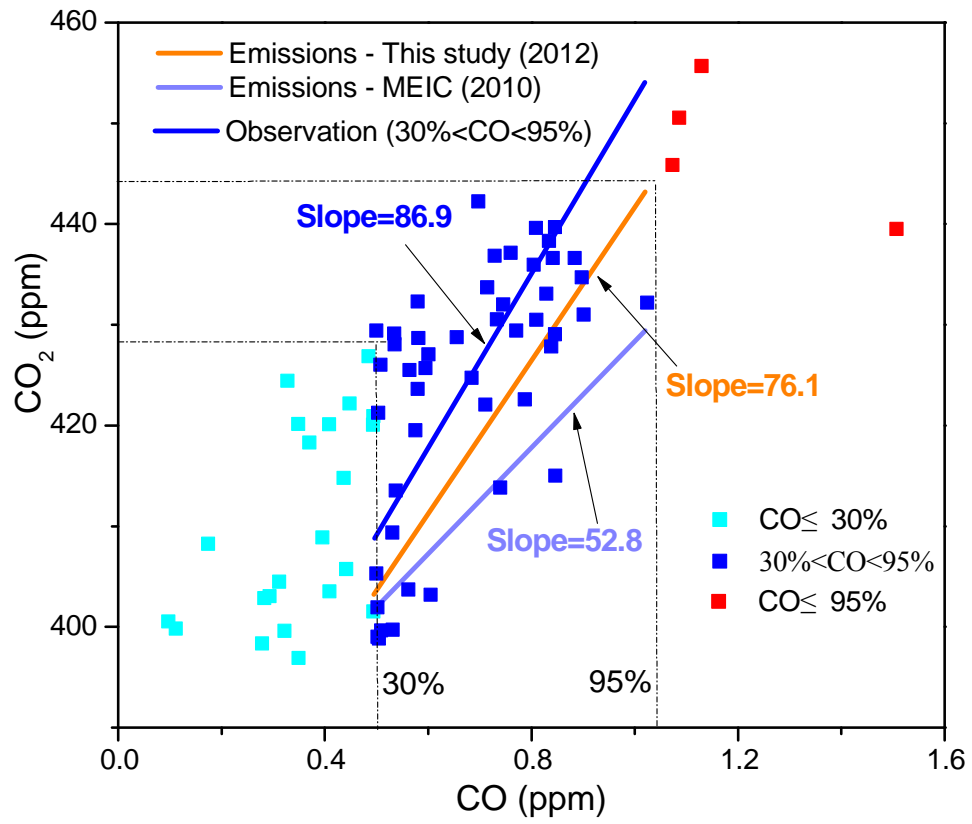 460
440
420
400
CO₂ (ppm)
Emissions - This study (2012)
Emissions - MEIC (2010)
Observation (30%<CO<95%)
Slope=86.9
Slope=76.1
Slope=52.8
CO≤ 30%
30%<CO<95%
CO≤ 95%
30%
95%
0.0
0.4
0.8
1.2
1.6
CO (ppm)